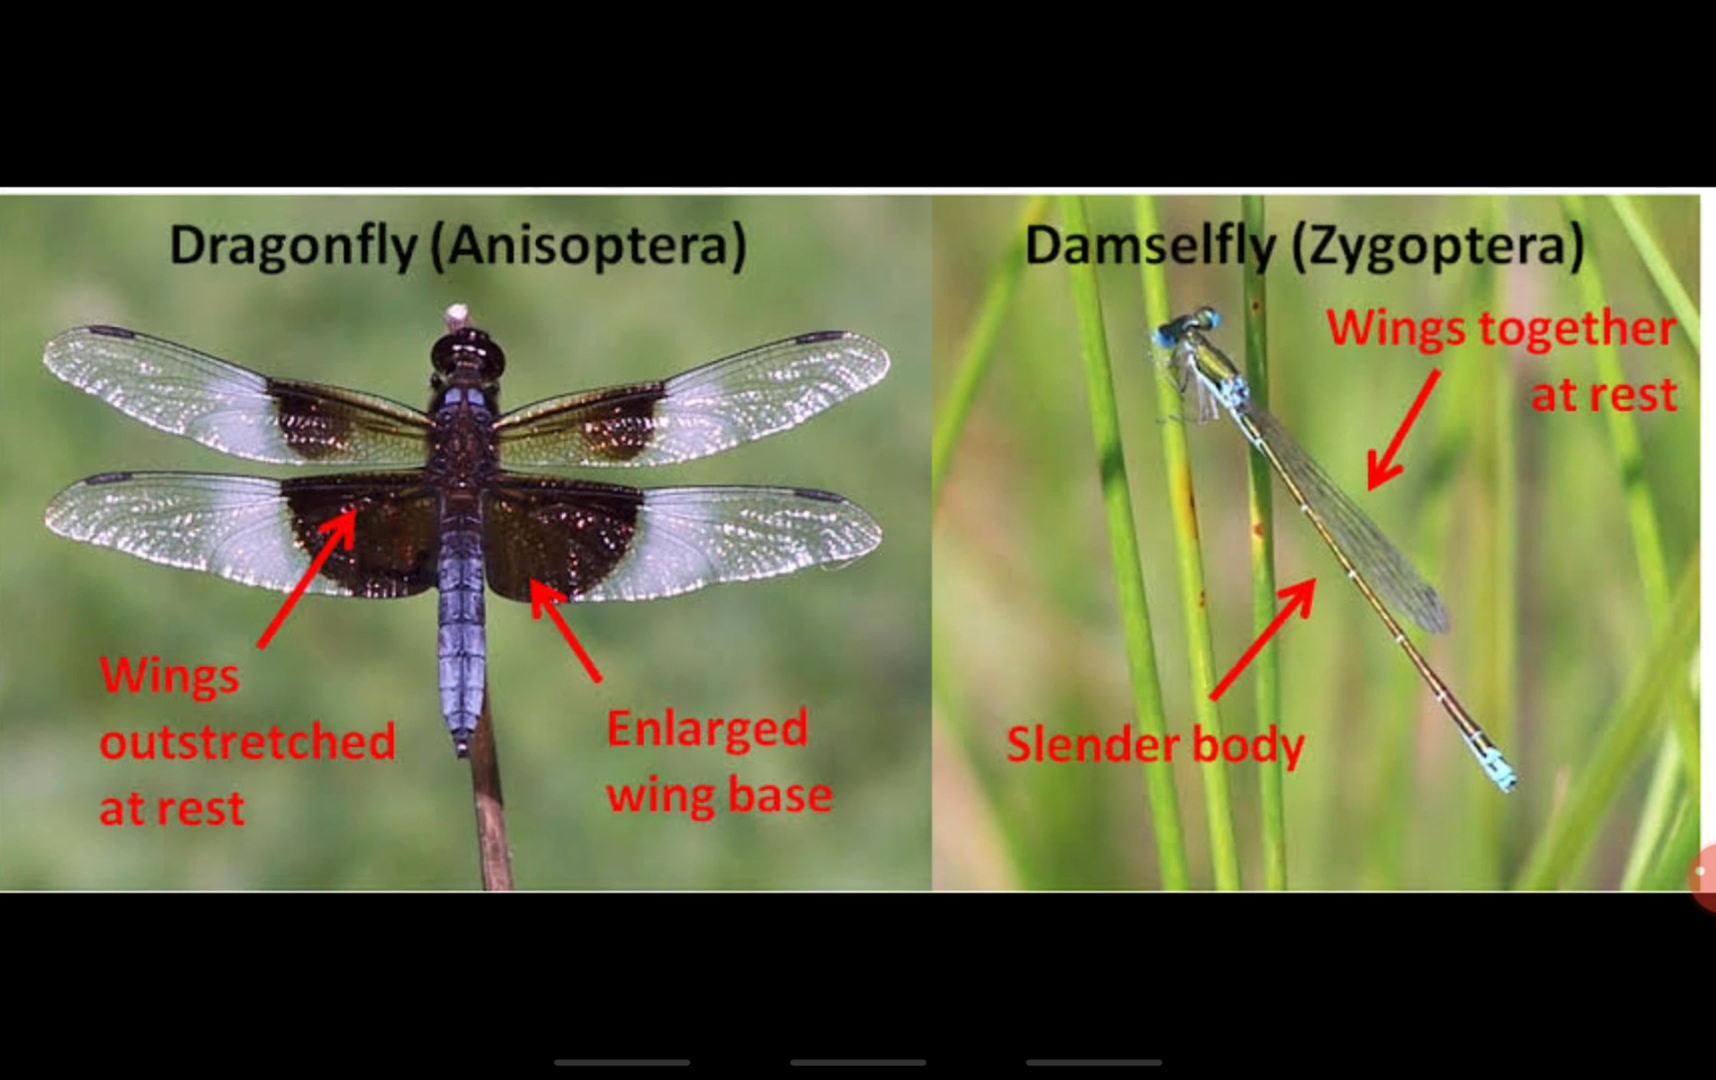 Dragonfly (Anisoptera)
Wings
outstretched
at rest
Enlarged
wing base
Damselfly (Zygoptera)
Wings together
at rest
Slender body